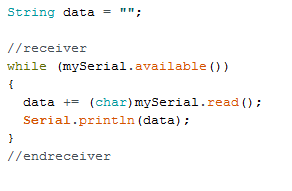 String data = "";
//receiver
while (mySerial.available())
{
data += (char)mySerial.read();
Serial.println(data);
}
//endreceiver